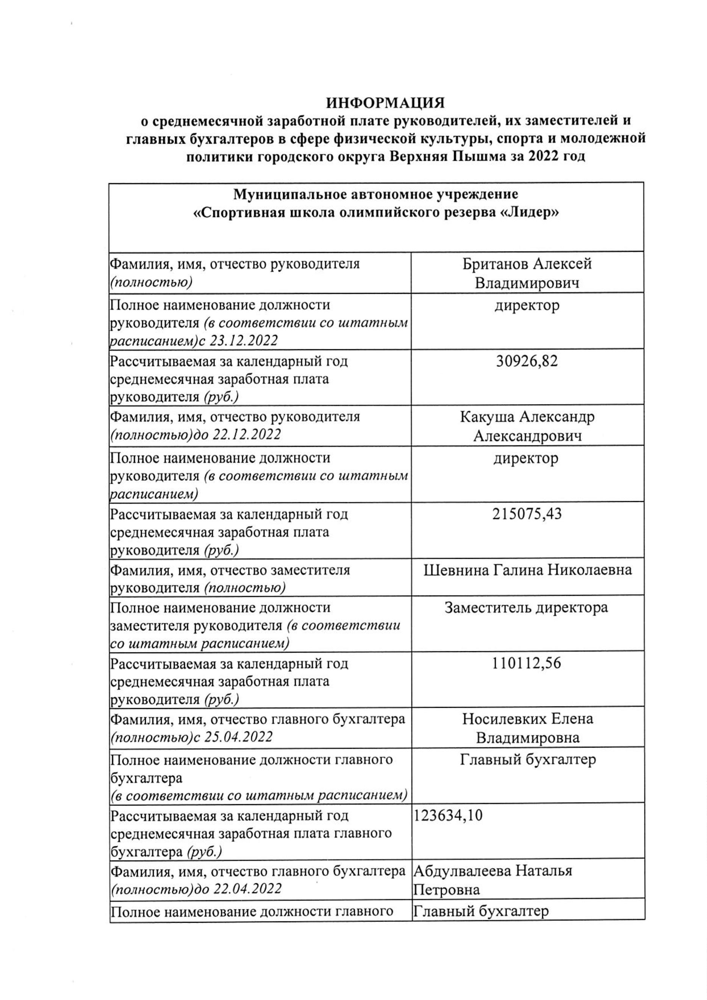 ИНФОРМАЦИЯ
о среднемесячной заработной плате руководителей, их заместителей и
главных бухгалтеров в сфере физической культуры, спорта и молодежной
политики городского округа Верхняя Пышма за 2022 год
Муниципальное автономное учреждение
«Спортивная школа олимпийского резерва «Лидер»
Фамилия, имя, отчество руководителя
(полностью)
Британов Алексей
Владимирович
Полное наименование должности
руководителя (в соответствии со штатным
расписанием)с 23.12.2022
директор
Рассчитываемая за календарный год
среднемесячная заработная плата
руководителя (руб.)
30926,82
Фамилия, имя, отчество руководителя
(полностью)до 22.12.2022
Какуша Александр
Александрович
Полное наименование должности
руководителя (в соответствии со штатным
расписанием)
директор
Рассчитываемая за календарный год
среднемесячная заработная плата
руководителя (руб.)
215075,43
Фамилия, имя, отчество заместителя
руководителя (полностью)
Шевнина Галина Николаевна
Полное наименование должности
заместителя руководителя (в соответствии
со штатным расписанием)
Заместитель директора
Рассчитываемая за календарный год
среднемесячная заработная плата
руководителя (руб.)
110112,56
Фамилия, имя, отчество главного бухгалтера
(полностью)с 25.04.2022
Носилевких Елена
Владимировна
Полное наименование должности главного
бухгалтера
(в соответствии со штатным расписанием)
Главный бухгалтер
Рассчитываемая за календарный год
среднемесячная заработная плата главного
бухгалтера (руб.)
123634,10
Фамилия, имя, отчество главного бухгалтера
(полностью)до 22.04.2022
Абдулвалеева Наталья
Петровна
Полное наименование должности главного
Главный бухгалтер